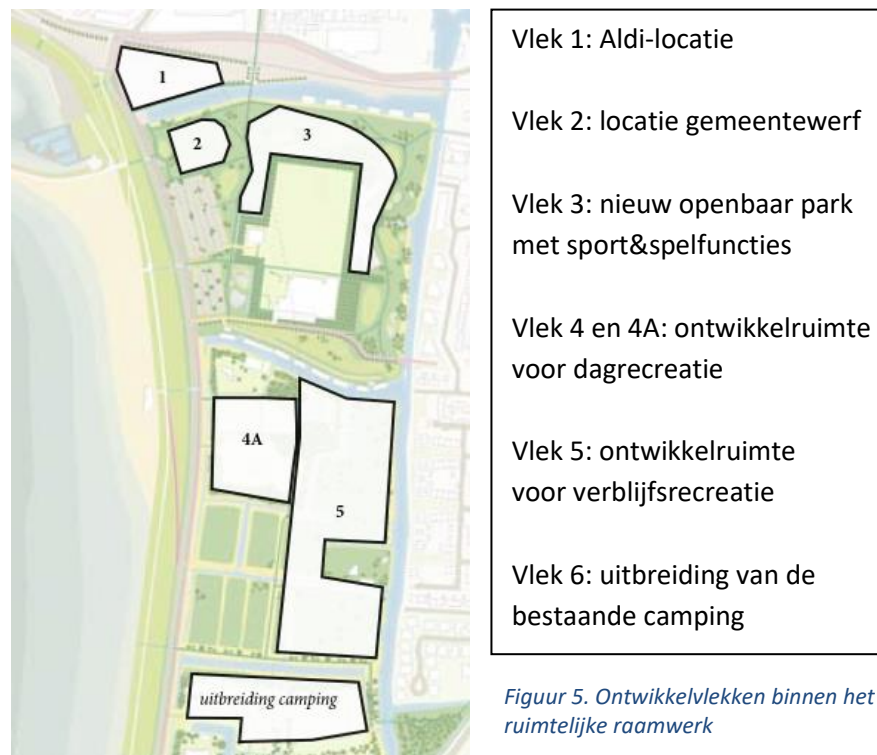 1
2
3
4A
5
uitbreiding camping
Vlek 1: Aldi-locatie
Vlek 2: locatie gemeentewerf
Vlek 3: nieuw openbaar park
met sport&spelfuncties
Vlek 4 en 4A: ontwikkelruimte
voor dagrecreatie
Vlek 5: ontwikkelruimte
voor verblijfsrecreatie
Vlek 6: uitbreiding van de
bestaande camping
Figuur 5. Ontwikkelvlekken binnen het
ruimtelijke raamwerk